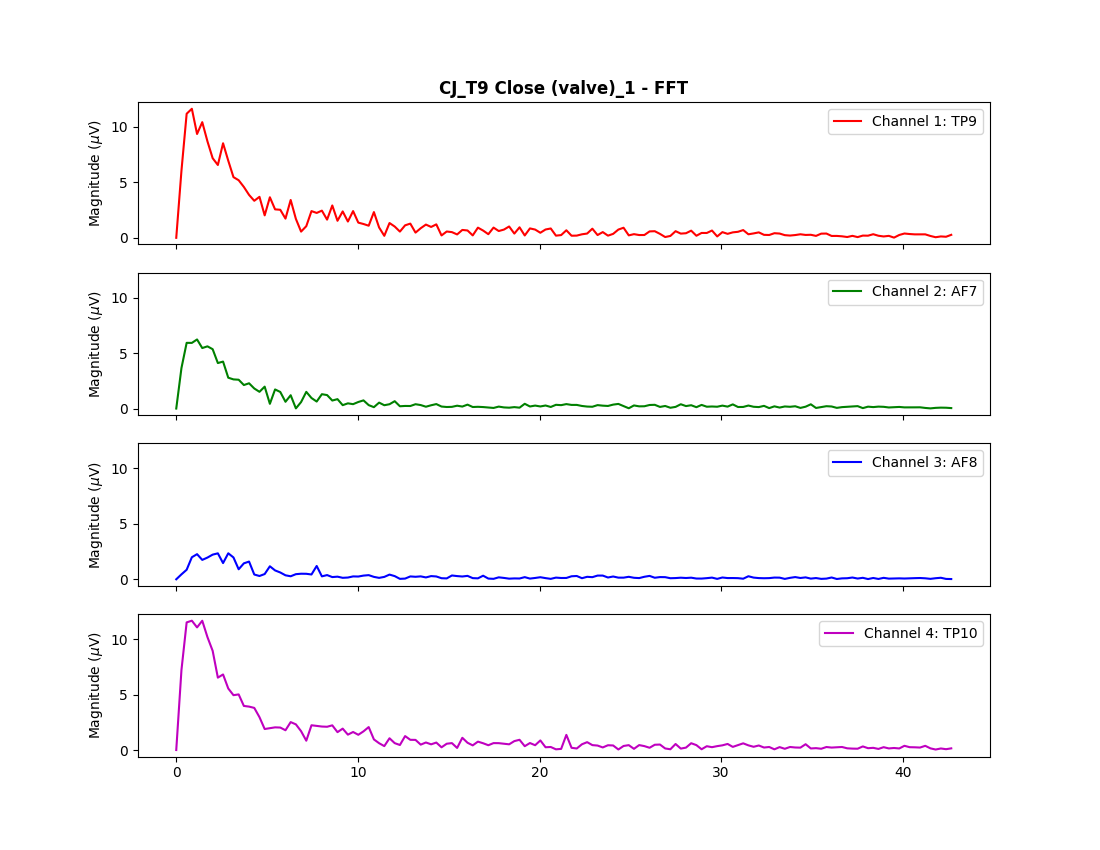 CJ_T9 Close (valve)_1 - FFT
Magnitude (μV)
10
5
0
Channel 1: TP9
Magnitude (μV)
10
5
0
Channel 2: AF7
Magnitude (μV)
10
5
0
Channel 3: AF8
Magnitude (μV)
10
5
0
Channel 4: TP10
0 10 20 30 40